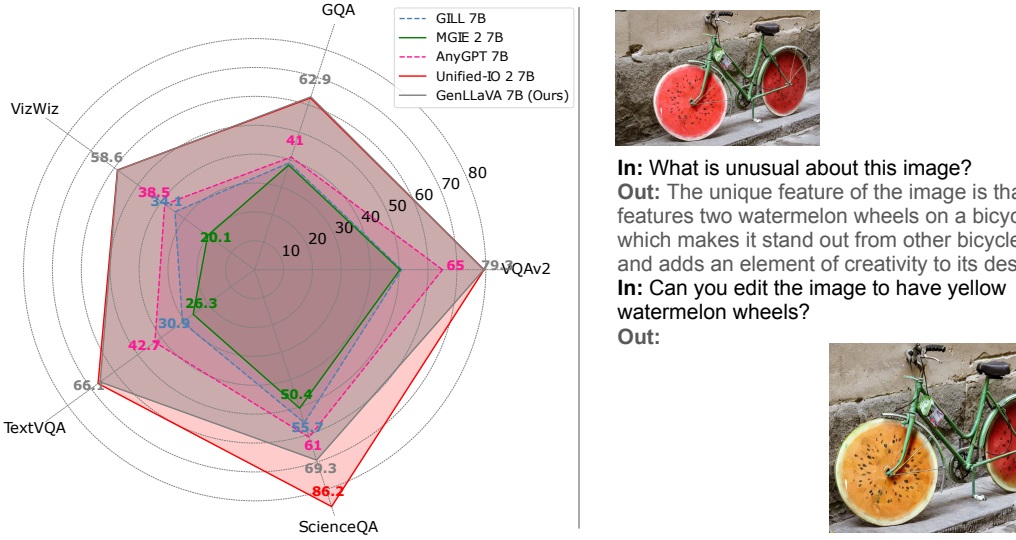 GQA
GILL 7B
MGIE 2 7B
AnyGPT 7B
Unified-IO 2 7B
GenLLaVA 7B (Ours)
62.9
VizWiz
58.6
41
80
70
60
50
40
30
20
10
38.5
34.1
20.1
65
79.3
VQAv2
26.3
30.9
42.7
66.1
TextVQA
50.4
55.7
61
69.3
86.2
ScienceQA
In: What is unusual about this image?
Out: The unique feature of the image is tha
features two watermelon wheels on a bicyc
which makes it stand out from other bicycle
and adds an element of creativity to its des
In: Can you edit the image to have yellow
watermelon wheels?
Out: